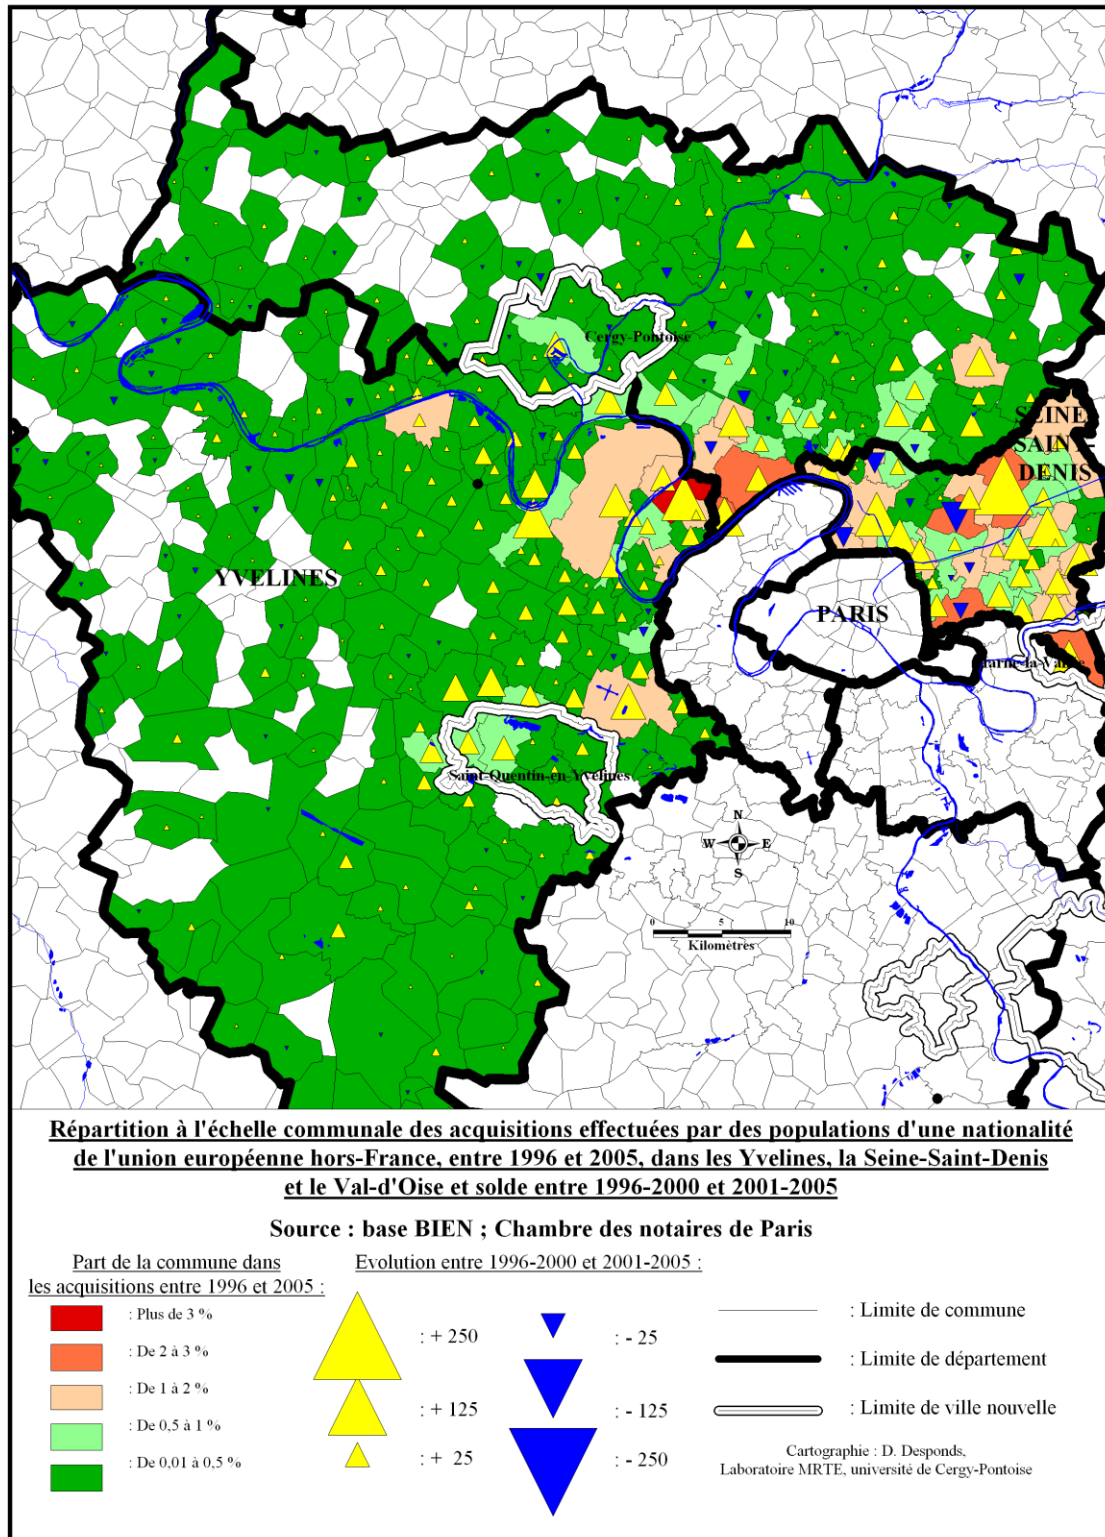 Cergy-Pontoise
SEINE
SAINT-
DENIS
YVELINES
PARIS
Marne-la-Vallée
Saint-Quentin-en-Yvelines
N
W E
S
0 5 10
Kilomètres
Répartition à l'échelle communale des acquisitions effectuées par des populations d'une nationalité
de l'union européenne hors-France, entre 1996 et 2005, dans les Yvelines, la Seine-Saint-Denis
et le Val-d'Oise et solde entre 1996-2000 et 2001-2005
Source : base BIEN ; Chambre des notaires de Paris
Part de la commune dans
les acquisitions entre 1996 et 2005 :
: Plus de 3 %
: De 2 à 3 %
: De 1 à 2 %
: De 0,5 à 1 %
: De 0,01 à 0,5 %
Evolution entre 1996-2000 et 2001-2005 :
: + 250
: + 125
: + 25
: - 25
: - 125
: - 250
: Limite de commune
: Limite de département
: Limite de ville nouvelle
Cartographie : D. Desponds,
Laboratoire MRTE, université de Cergy-Pontoise